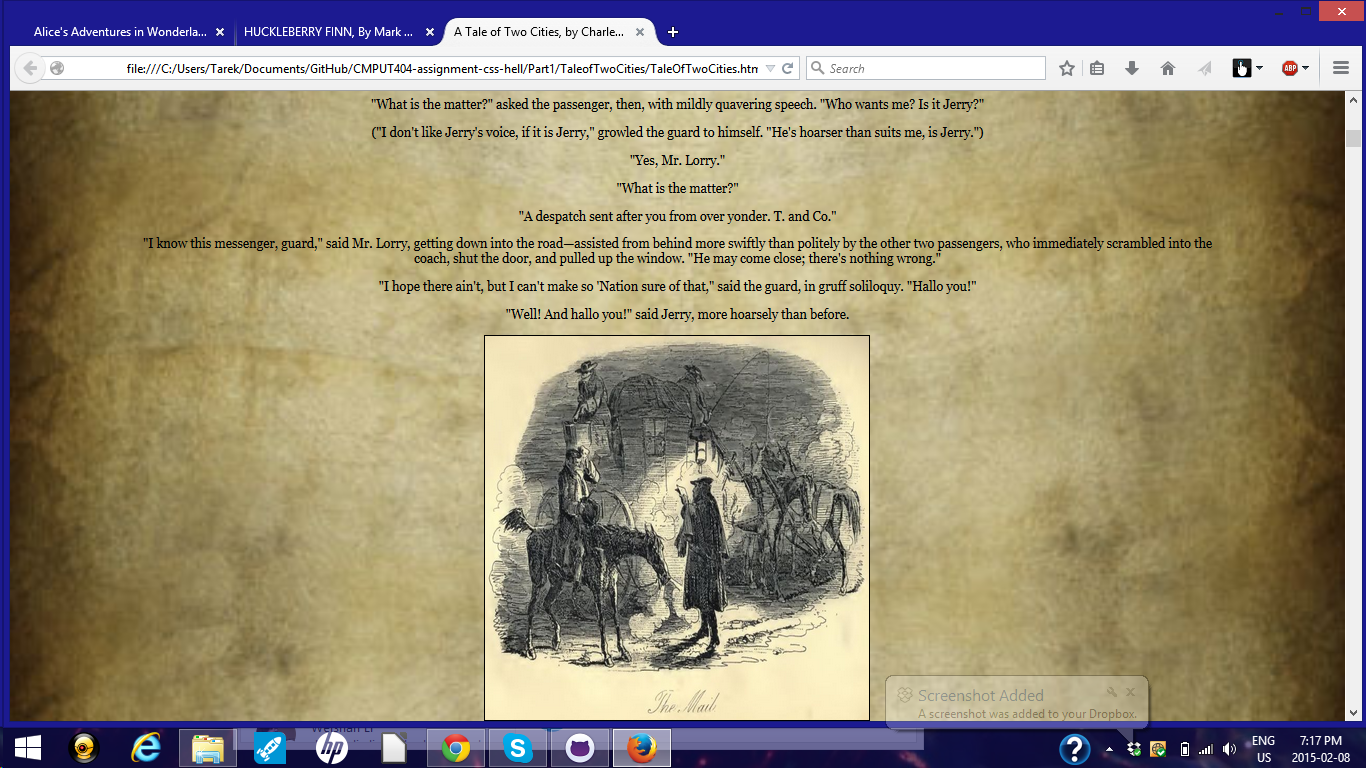 Alice's Adventures in Wonderla...
HUCKLEBERRY FINN, By Mark ...
A Tale of Two Cities, by Charle...
file:///C:/Users/Tarek/Documents/GitHub/CMPUT404-assignment-css-hell/Part1/TaleofTwoCities/TaleOfTwoCities.htm
Search
ABP
"What is the matter?" asked the passenger, then, with mildly quavering speech. "Who wants me? Is it Jerry?"
("I don't like Jerry's voice, if it is Jerry," growled the guard to himself. "He's hoarser than suits me, is Jerry.")
"Yes, Mr. Lorry."
"What is the matter?"
"A despatch sent after you from over yonder. T. and Co."
"I know this messenger, guard," said Mr. Lorry, getting down into the road—assisted from behind more swiftly than politely by the other two passengers, who immediately scrambled into the
coach, shut the door, and pulled up the window. "He may come close; there's nothing wrong."
"I hope there ain't, but I can't make so 'Nation sure of that," said the guard, in gruff soliloquy. "Hallo you!"
"Well! And hallo you!" said Jerry, more hoarsely than before.
The Mail.
Screenshot Added
A screenshot was added to your Dropbox.
hp
ENG
US
7:17 PM
2015-02-08